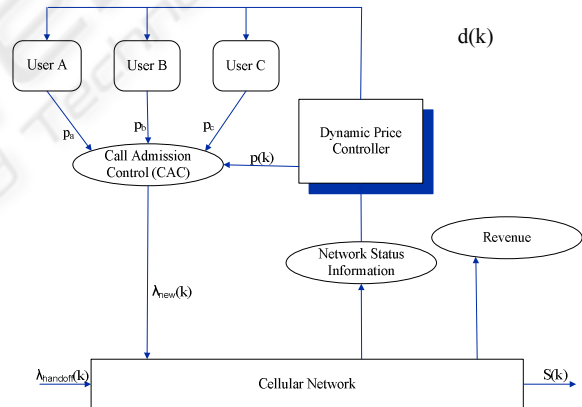 d(k)
User A
User B
User C
pa
pb
pc
Dynamic Price
Controller
p(k)
Call Admission
Control (CAC)
Revenue
Network Status
Information
λnew(k)
λhandoff(k)
Cellular Network
S(k)